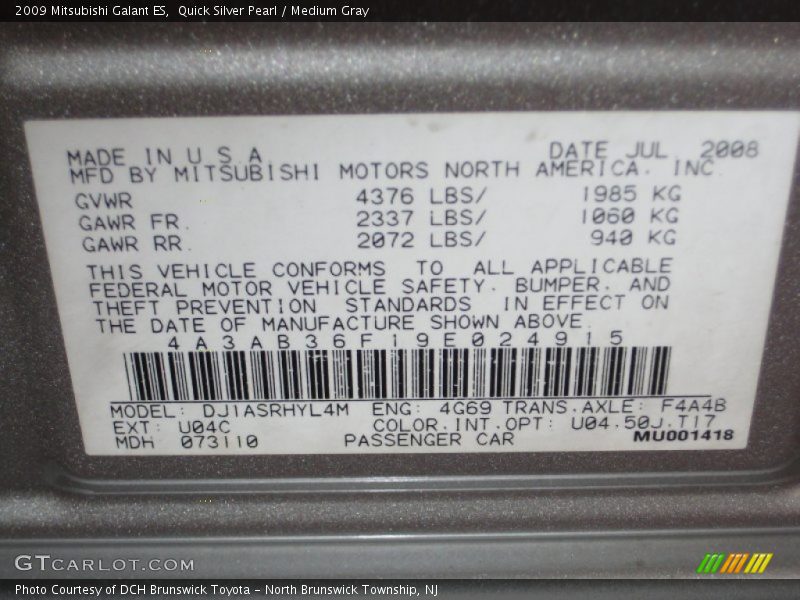 2009 Mitsubishi Galant ES, Quick Silver Pearl / Medium Gray
MADE IN U.S.A. DATE JUL 2008
MFD BY MITSUBISHI MOTORS NORTH AMERICA. INC.
GVWR 4376 LBS/ 1985 KG
GAWR FR. 2337 LBS/ 1060 KG
GAWR RR. 2072 LBS/ 940 KG
THIS VEHICLE CONFORMS TO ALL APPLICABLE
FEDERAL MOTOR VEHICLE SAFETY. BUMPER. AND
THEFT PREVENTION STANDARDS IN EFFECT ON
THE DATE OF MANUFACTURE SHOWN ABOVE.
4A3AB36F19E024915
MODEL: DJ1ASRHYL4M ENG: 4G69 TRANS.AXLE: F4A4B
EXT: U04C COLOR.INT.OPT: U04.50J.T17
MDH 073110 PASSENGER CAR MU001418
GTCARLOT.COM
Photo Courtesy of DCH Brunswick Toyota – North Brunswick Township, NJ